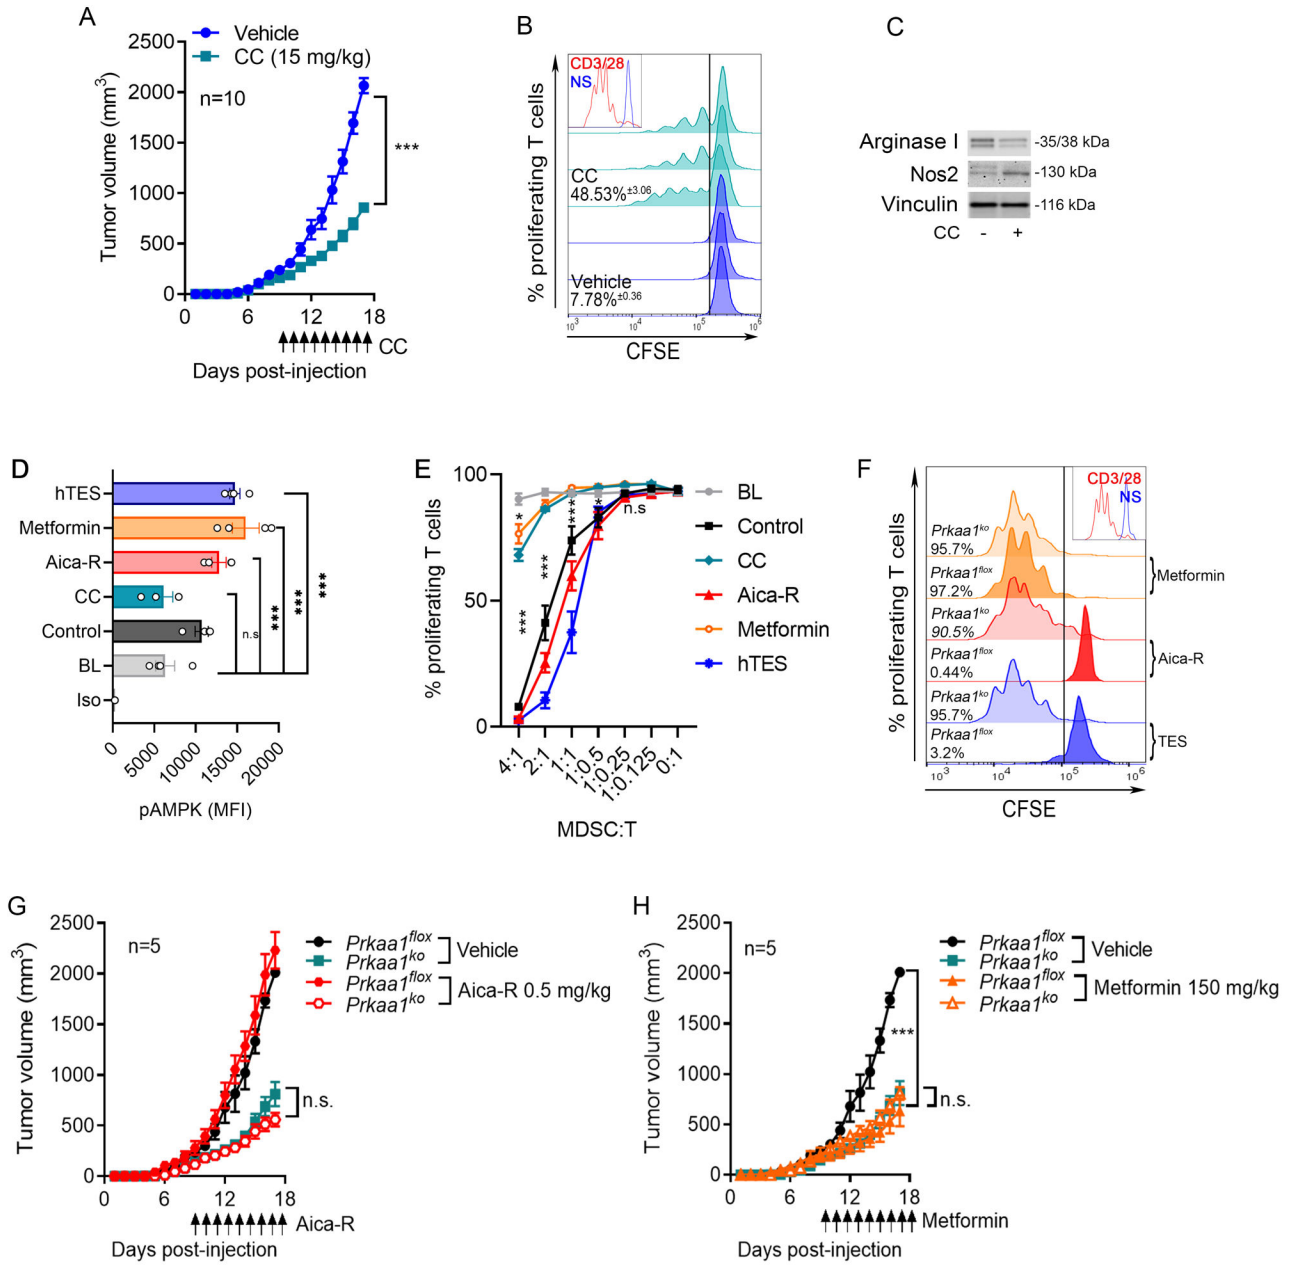 A
Vehicle
CC (15 mg/kg)
n=10
***
Tumor volume (mm³)
2500
2000
1500
1000
500
0
0 6 12 18
CC
Days post-injection
B
CD3/28
NS
% proliferating T cells
CC
48.53%±3.06
Vehicle
7.78%±0.36
10³ 10⁴ 10⁵ 10⁶
CFSE
C
Arginase I -35/38 kDa
Nos2 -130 kDa
Vinculin -116 kDa
CC - +
D
hTES
Metformin
Aica-R
CC
Control
BL
Iso
n.s
***
***
***
0 5000 10000 15000 20000
pAMPK (MFI)
E
% proliferating T cells
100
50
0
*
***
***
***
*
n.s
4:1 2:1 1:1 1:0.5 1:0.25 1:0.125 0:1
MDSC:T
BL
Control
CC
Aica-R
Metformin
hTES
F
CD3/28
NS
% proliferating T cells
Prkaa1ko
95.7%
Prkaa1flox
97.2%
Metformin
Prkaa1ko
90.5%
Prkaa1flox
0.44%
Aica-R
Prkaa1ko
95.7%
Prkaa1flox
3.2%
TES
10³ 10⁴ 10⁵ 10⁶
CFSE
G
n=5
Tumor volume (mm³)
2500
2000
1500
1000
500
0
0 6 12 18
Aica-R
Days post-injection
Prkaa1flox
Prkaa1ko
Vehicle
Prkaa1flox
Prkaa1ko
Aica-R 0.5 mg/kg
n.s.
H
n=5
Tumor volume (mm³)
2500
2000
1500
1000
500
0
0 6 12 18
Metformin
Days post-injection
Prkaa1flox
Prkaa1ko
Vehicle
Prkaa1flox
Prkaa1ko
Metformin 150 mg/kg
***
n.s.